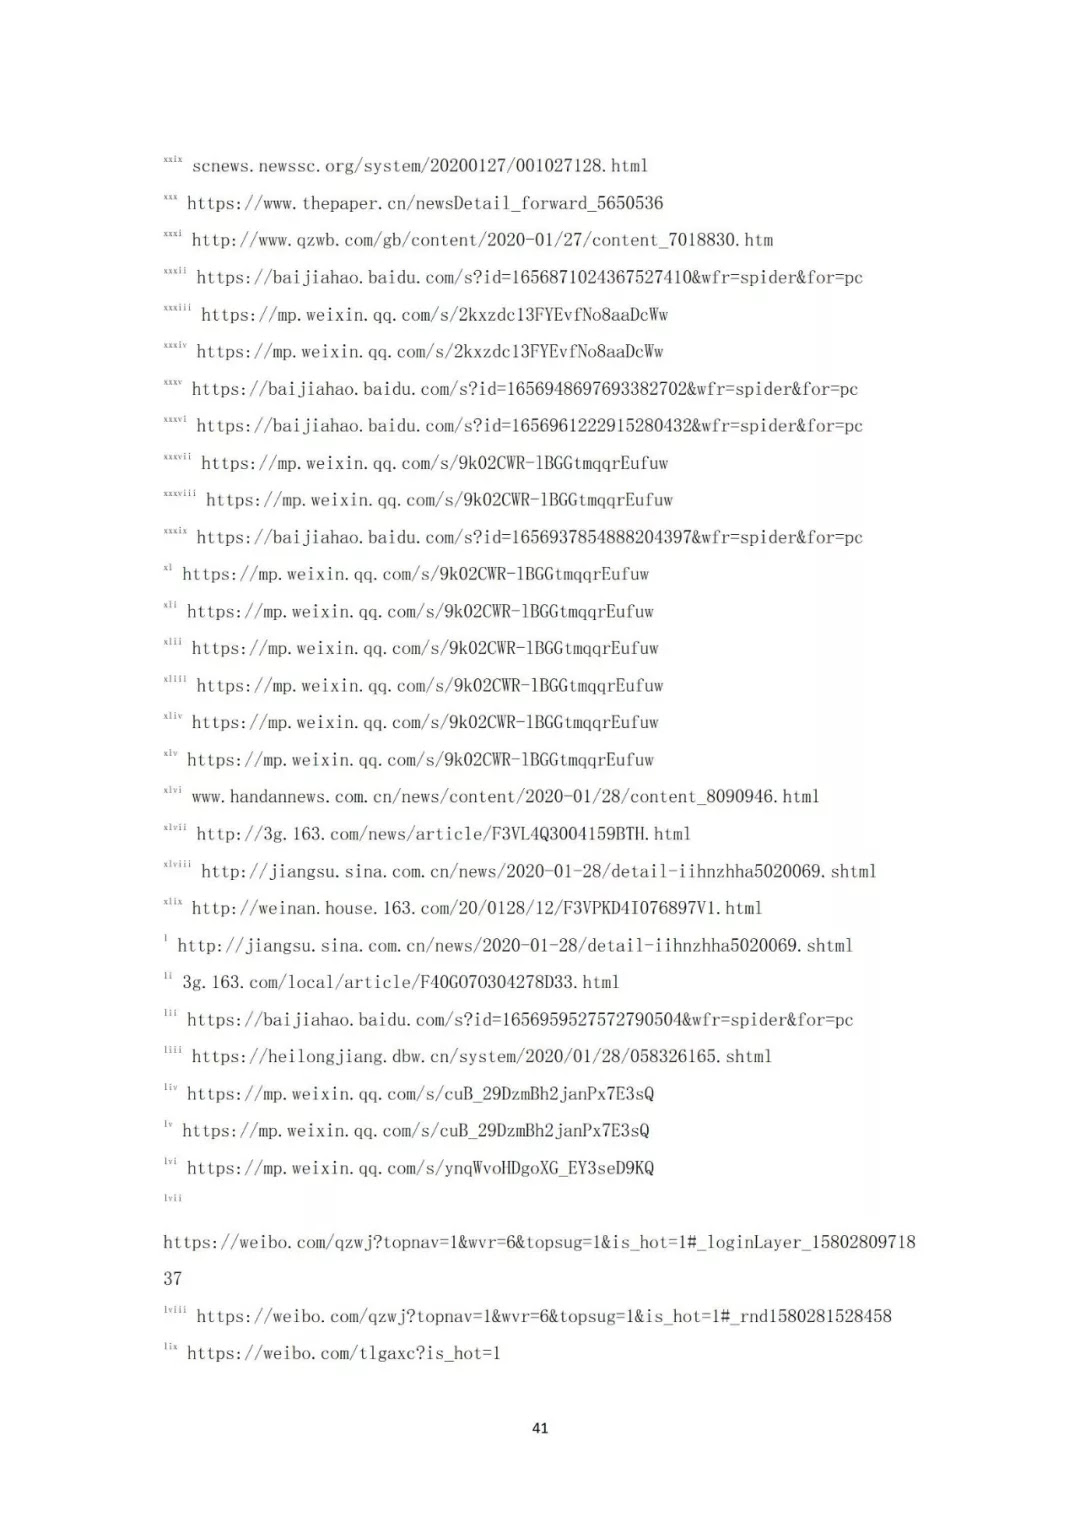 xxix scnews.newssc.org/system/20200127/001027128.html
xxx https://www.thepaper.cn/newsDetail_forward_5650536
xxxi http://www.qzwb.com/gb/content/2020-01/27/content_7018830.htm
xxxii https://baijiahao.baidu.com/s?id=1656871024367527410&wfr=spider&for=pc
xxxiii https://mp.weixin.qq.com/s/2kxzdc13FYEvfNo8aaDcWw
xxxiv https://mp.weixin.qq.com/s/2kxzdc13FYEvfNo8aaDcWw
xxxv https://baijiahao.baidu.com/s?id=1656948697693382702&wfr=spider&for=pc
xxxvi https://baijiahao.baidu.com/s?id=1656961222915280432&wfr=spider&for=pc
xxxvii https://mp.weixin.qq.com/s/9k02CWR-lBGGtmqqrEufuw
xxxviii https://mp.weixin.qq.com/s/9k02CWR-lBGGtmqqrEufuw
xxxix https://baijiahao.baidu.com/s?id=1656937854888204397&wfr=spider&for=pc
xl https://mp.weixin.qq.com/s/9k02CWR-lBGGtmqqrEufuw
xli https://mp.weixin.qq.com/s/9k02CWR-lBGGtmqqrEufuw
xlii https://mp.weixin.qq.com/s/9k02CWR-lBGGtmqqrEufuw
xliii https://mp.weixin.qq.com/s/9k02CWR-lBGGtmqqrEufuw
xliv https://mp.weixin.qq.com/s/9k02CWR-lBGGtmqqrEufuw
xlv https://mp.weixin.qq.com/s/9k02CWR-lBGGtmqqrEufuw
xlvi www.handannews.com.cn/news/content/2020-01/28/content_8090946.html
xlvii http://3g.163.com/news/article/F3VL4Q3004159BTH.html
xlviii http://jiangsu.sina.com.cn/news/2020-01-28/detail-iihnzhha5020069.shtml
xlix http://weinan.house.163.com/20/0128/12/F3VPKD4I076897V1.html
l http://jiangsu.sina.com.cn/news/2020-01-28/detail-iihnzhha5020069.shtml
li 3g.163.com/local/article/F40G070304278D33.html
lii https://baijiahao.baidu.com/s?id=1656959527572790504&wfr=spider&for=pc
liii https://heilongjiang.dbw.cn/system/2020/01/28/058326165.shtml
liv https://mp.weixin.qq.com/s/cuB_29DzmBh2janPx7E3sQ
lv https://mp.weixin.qq.com/s/cuB_29DzmBh2janPx7E3sQ
lvi https://mp.weixin.qq.com/s/ynqWvoHDgoXG_EY3seD9KQ
lvii
https://weibo.com/qzwj?topnav=1&wvr=6&topsug=1&is_hot=1#_loginLayer_15802809718
37
lviii https://weibo.com/qzwj?topnav=1&wvr=6&topsug=1&is_hot=1#_rnd1580281528458
lix https://weibo.com/tlgaxc?is_hot=1
41